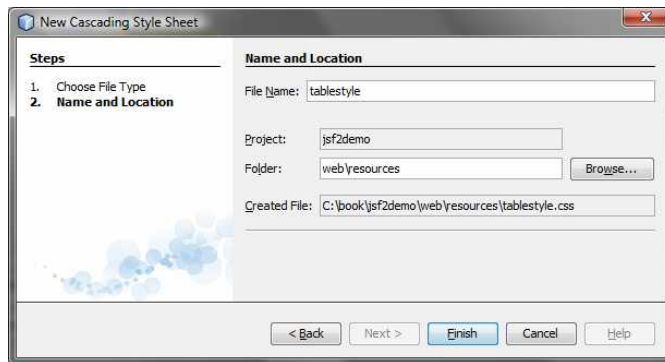 New Cascading Style Sheet
Steps
1. Choose File Type
2. Name and Location
Name and Location
File Name: tablestyle
Project: jsf2demo
Folder: web\resources
Browse...
Created File: C:\book\jsf2demo\web\resources\tablestyle.css
< Back
Next >
Finish
Cancel
Help